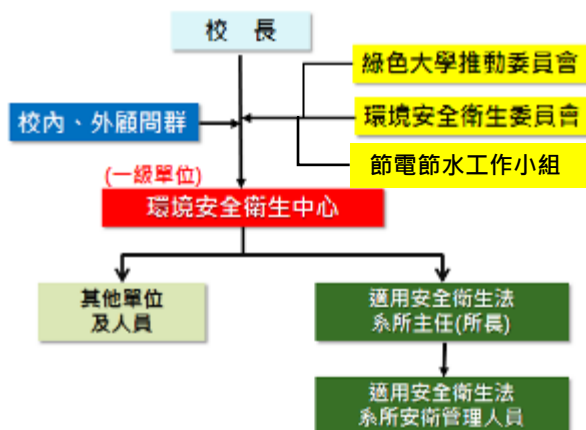 校 長
綠色大學推動委員會
校內、外顧問群
環境安全衛生委員會
節電節水工作小組
(一級單位)
環境安全衛生中心
其他單位
及人員
適用安全衛生法
系所主任(所長)
適用安全衛生法
系所安衛管理人員